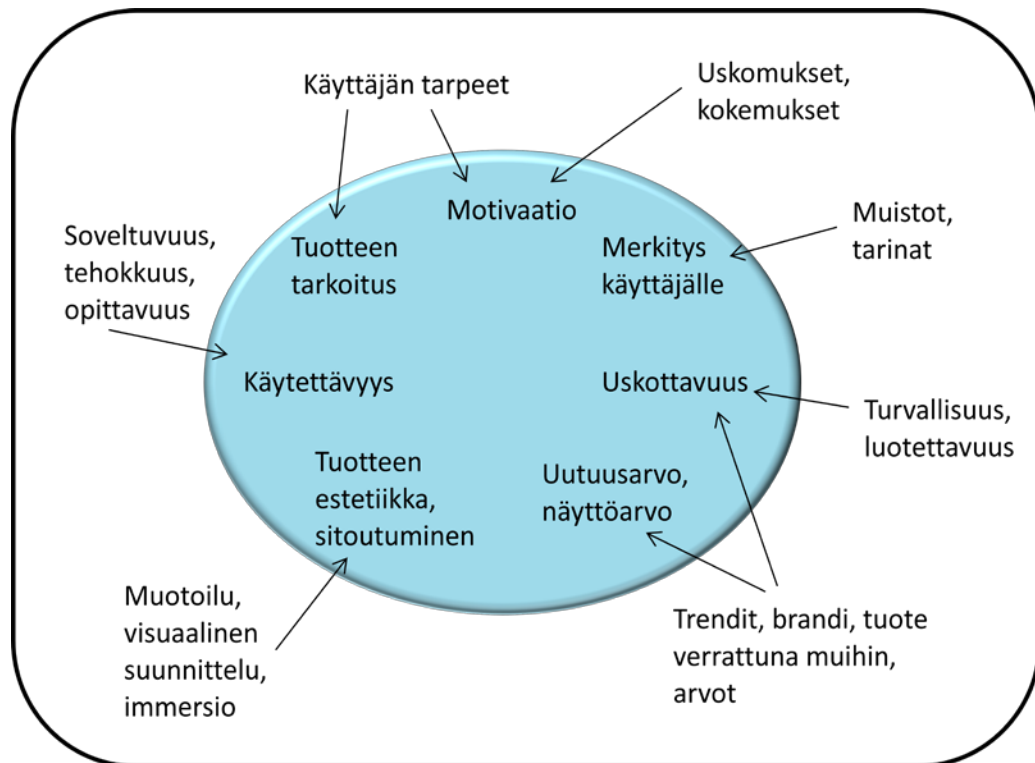 Käyttäjän tarpeet
Uskomukset,
kokemukset
Motivaatio
Soveltuvuus,
tehokkuus,
opittavuus
Tuotteen
tarkoitus
Merkitys
käyttäjälle
Muistot,
tarinat
Käytettävyys
Uskottavuus
Turvallisuus,
luotettavuus
Tuotteen
estetiikka,
sitoutuminen
Uutuusarvo,
näyttöarvo
Muotoilu,
visuaalinen
suunnittelu,
immersio
Trendit, brandi, tuote
verrattuna muihin,
arvot